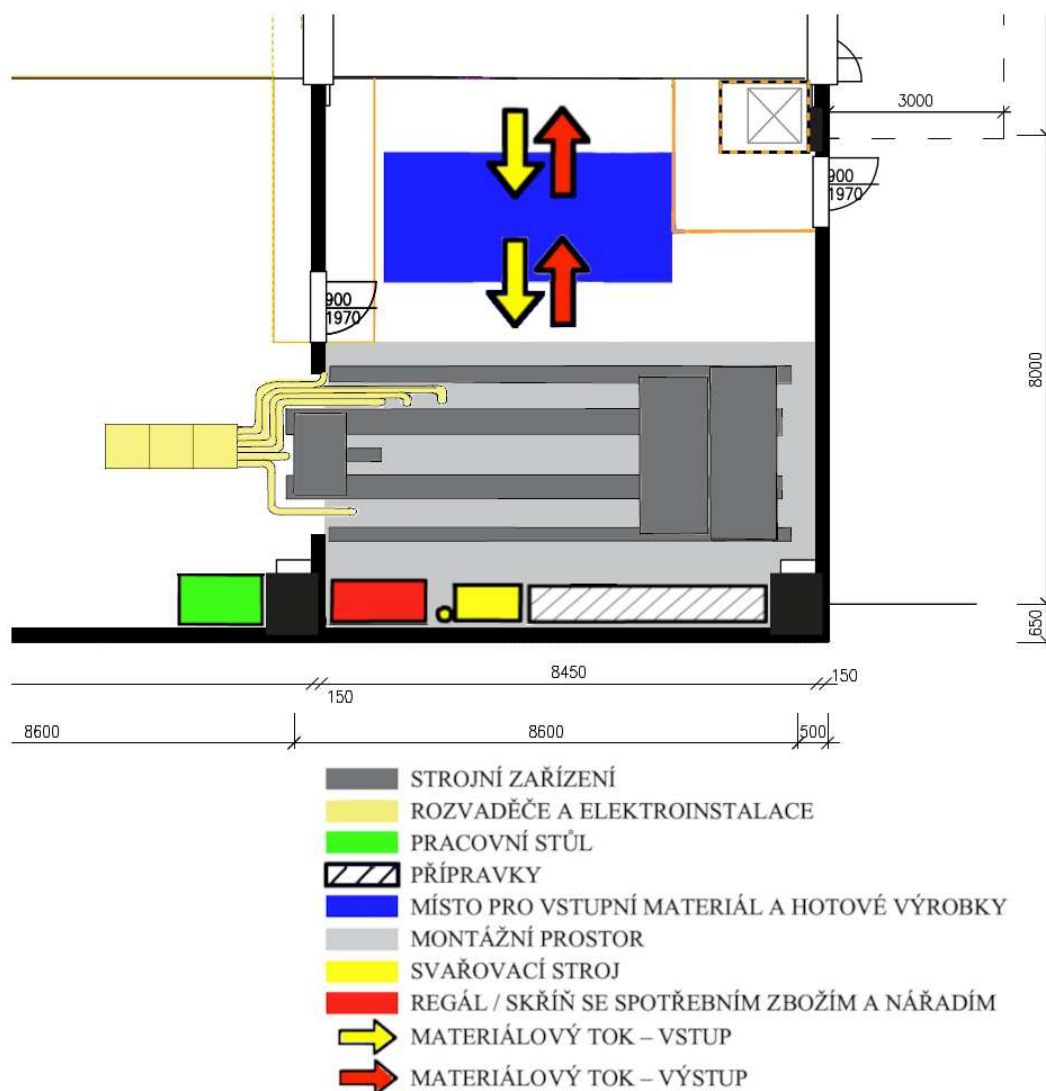 3000
900
1970
900
1970
8000
650
8450
150
150
8600
8600
500
STROJNÍ ZAŘÍZENÍ
ROZVADĚČE A ELEKTROINSTALACE
PRACOVNÍ STŮL
PŘÍPRAVKY
MÍSTO PRO VSTUPNÍ MATERIÁL A HOTOVÉ VÝROBKY
MONTÁŽNÍ PROSTOR
SVAŘOVACÍ STROJ
REGÁL / SKŘÍŇ SE SPOTŘEBNÍM ZBOŽÍM A NÁŘADÍM
MATERIÁLOVÝ TOK – VSTUP
MATERIÁLOVÝ TOK – VÝSTUP